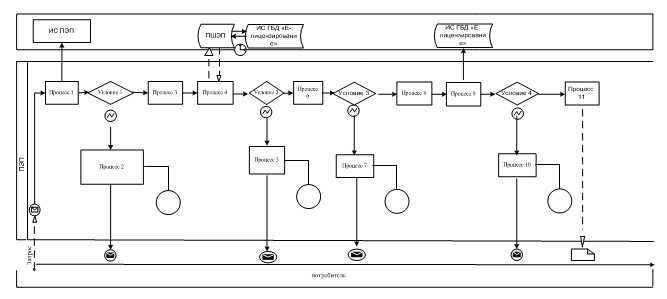 ИС ПЭП
ПШЭП
ИС ГБД «Е-
лицензировани
е»
ИС ГБД «Е-
лицензировани
е»
ПЭП
Процесс 1
Условие 1
Процесс 3
Процесс 4
Условие 2
Процесс
6
Условие 3
Процесс 8
Процесс 9
Условие 4
Процесс
11
Процесс 2
Процесс 5
Процесс 7
Процесс 10
Запрос
потребитель